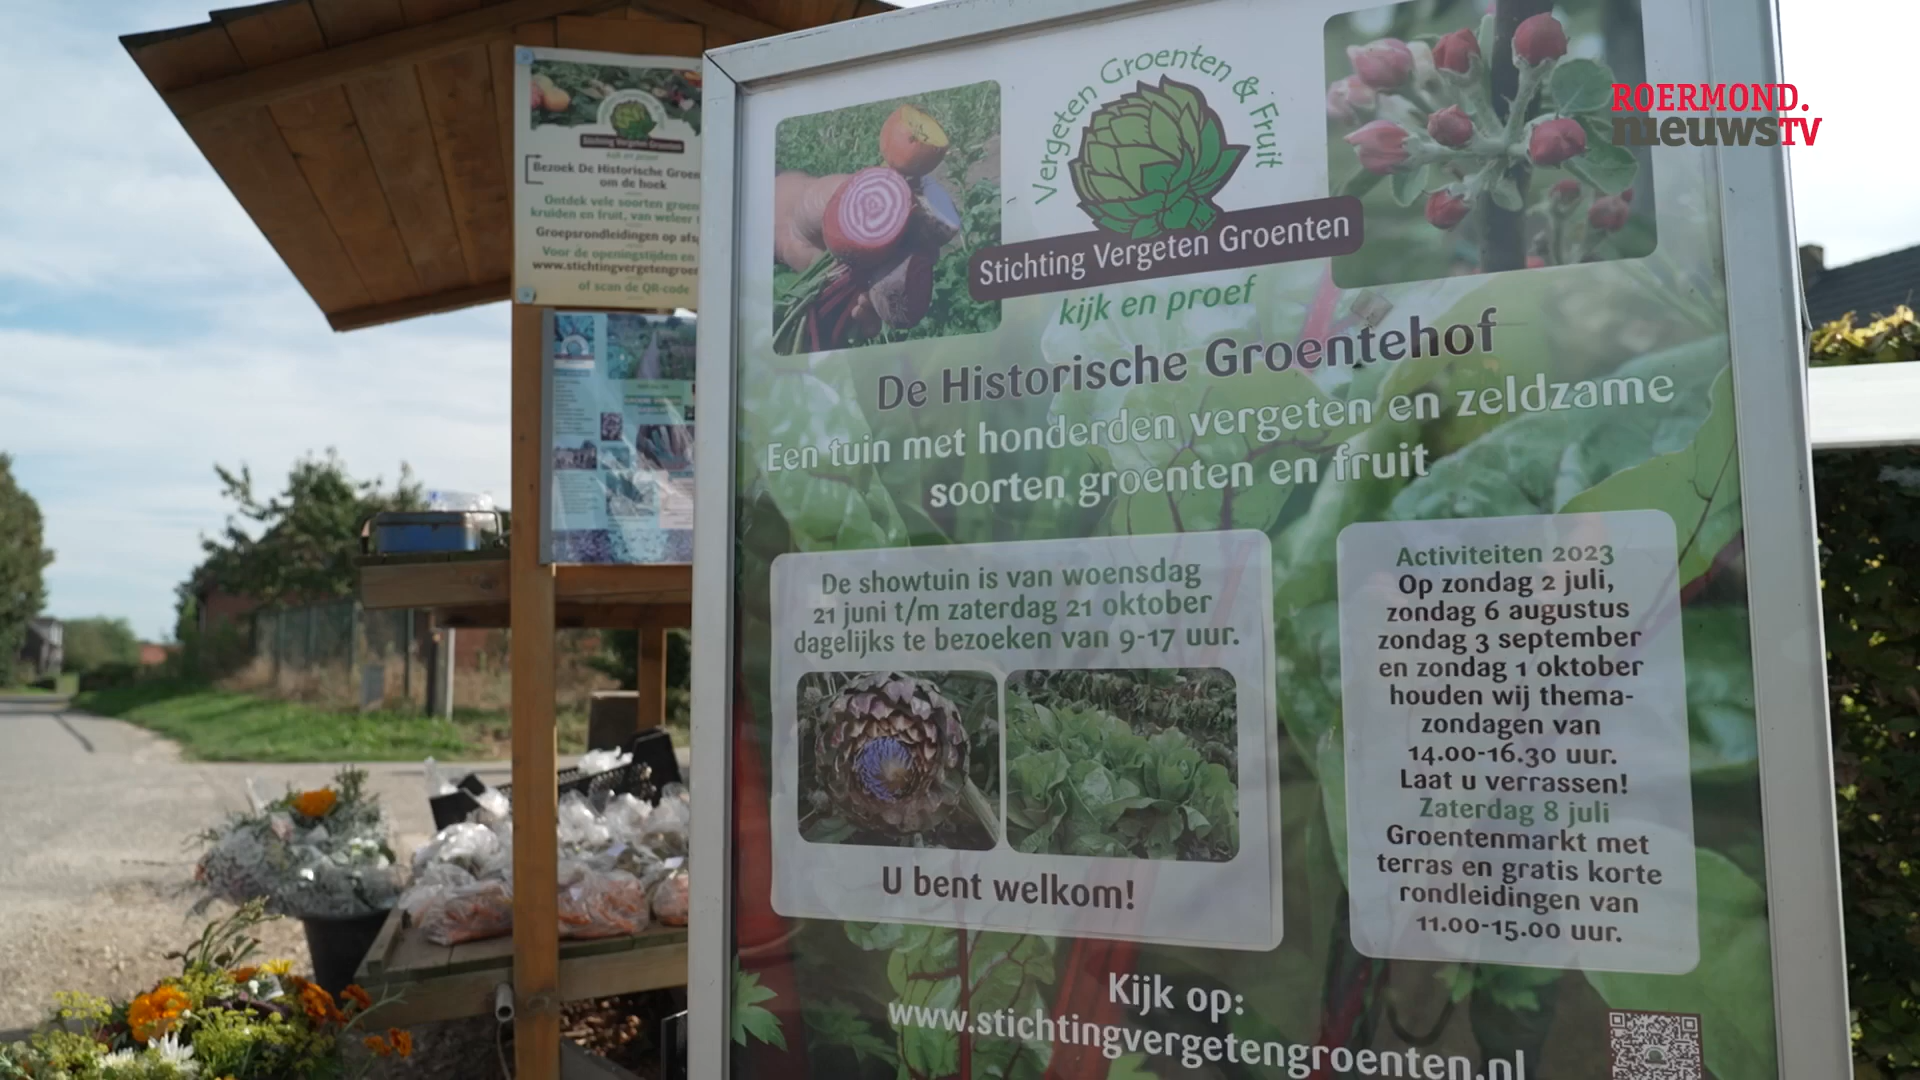 ROERMOND.
nieuwsTV
Stichting Vergeten Groenten
kijk en proef
Bezoek De Historische
om de hoek
Ontdek vele soorten
kruiden en fruit, van weleer
Groepsrondleidingen op
Voor de openingstijden en
of scan de QR-code
Vergeten Groenten & Fruit
Stichting Vergeten Groenten
kijk en proef
De Historische Groentehof
Een tuin met honderden vergeten en zeldzame
soorten groenten en fruit
De showtuin is van woensdag
21 juni t/m zaterdag 21 oktober
dagelijks te bezoeken van 9-17 uur.
U bent welkom!
Activiteiten 2023
Op zondag 2 juli,
zondag 6 augustus
zondag 3 september
en zondag 1 oktober
houden wij thema-
zondagen van
14.00-16.30 uur.
Laat u verrassen!
Zaterdag 8 juli
Groentenmarkt met
terras en gratis korte
rondleidingen van
11.00-15.00 uur.
Kijk op:
www.stichtingvergetengroenten.nl